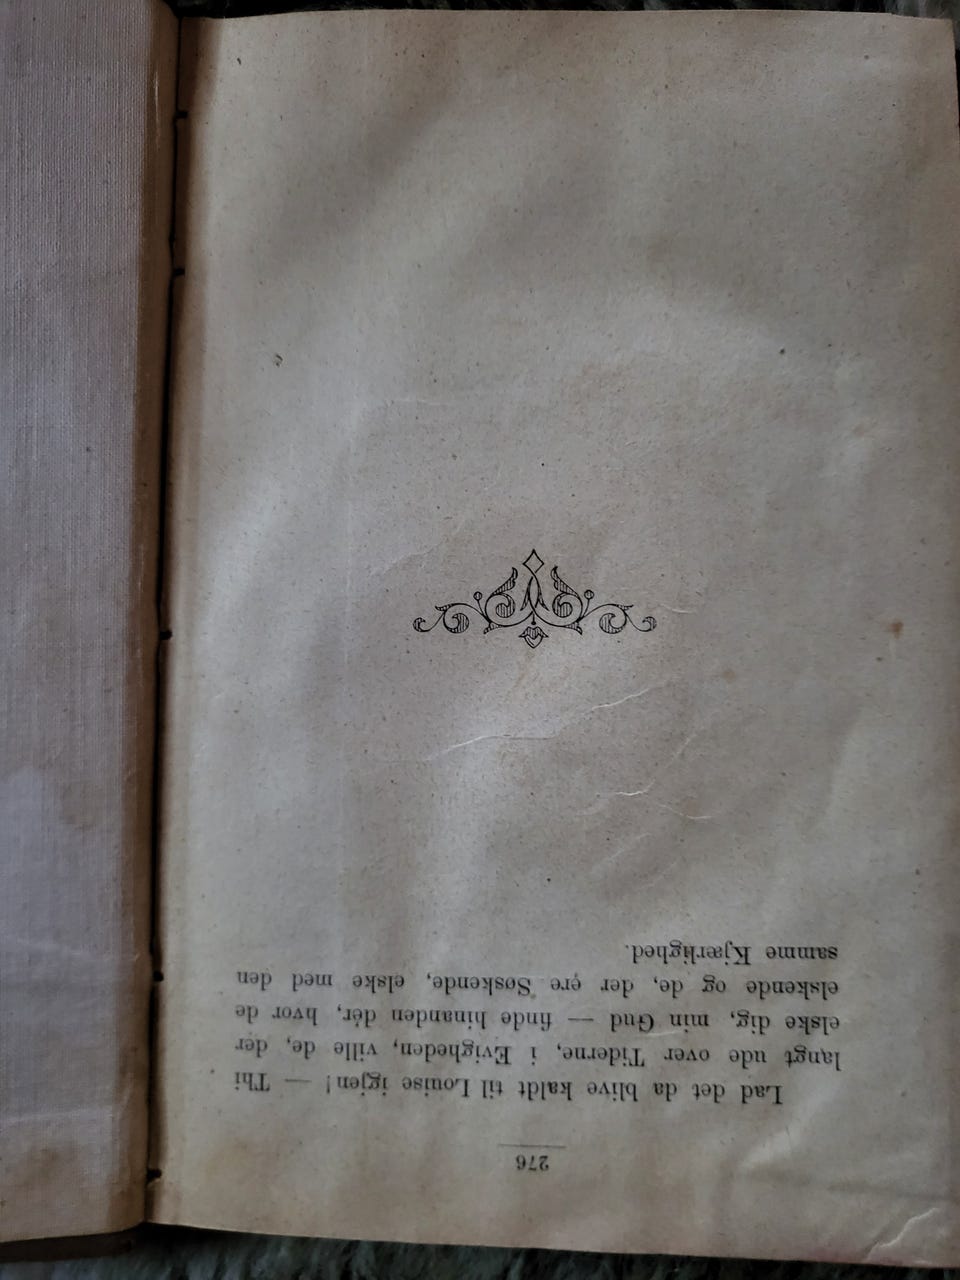 276
Lad det da blive kaldt til Louise igjen! — Thi
langt ude over Tiderne, i Evigheden, ville de, der
elske dig, min Gud — finde hinanden dér, hvor de
elskende og de, der ere Søskende, elske med den
samme Kjærlighed.